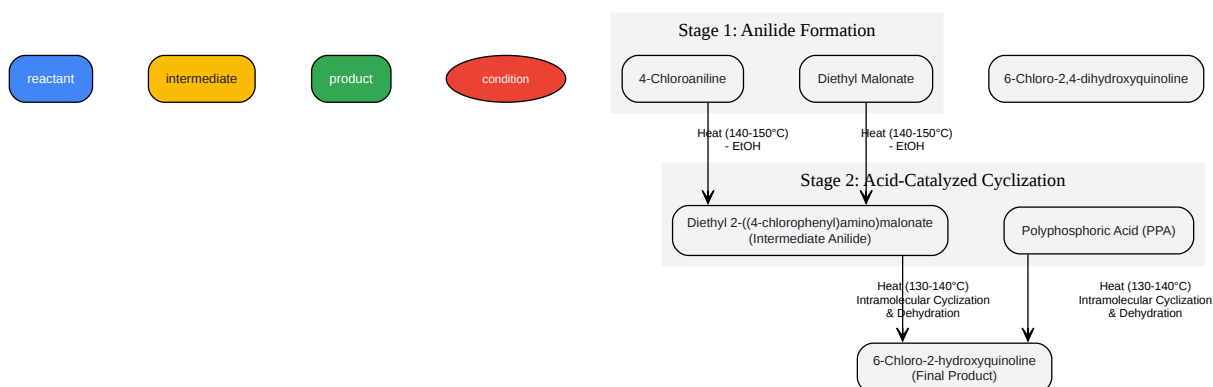 Stage 1: Anilide Formation
reactant
intermediate
product
condition
4-Chloroaniline
Diethyl Malonate
6-Chloro-2,4-dihydroxyquinoline
Heat (140-150°C)
- EtOH
Heat (140-150°C)
- EtOH
Stage 2: Acid-Catalyzed Cyclization
Diethyl 2-((4-chlorophenyl)amino)malonate
(Intermediate Anilide)
Polyphosphoric Acid (PPA)
Heat (130-140°C)
Intramolecular Cyclization
& Dehydration
Heat (130-140°C)
Intramolecular Cyclization
& Dehydration
6-Chloro-2-hydroxyquinoline
(Final Product)